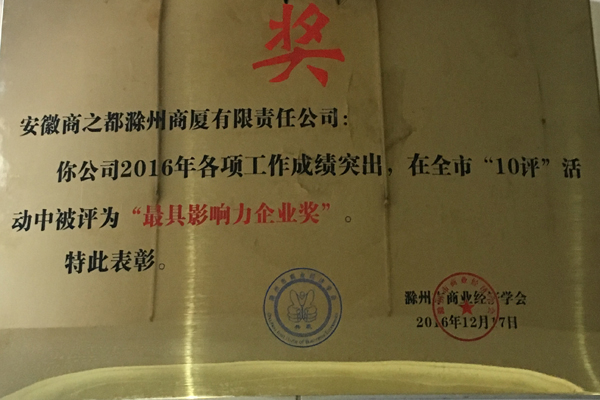 奖
安徽商之都滁州商厦有限责任公司：
你公司2016年各项工作成绩突出，在全市“10评”活
动中被评为“最具影响力企业奖”。
特此表彰。
滁州市商业经济学会
2016年12月17日